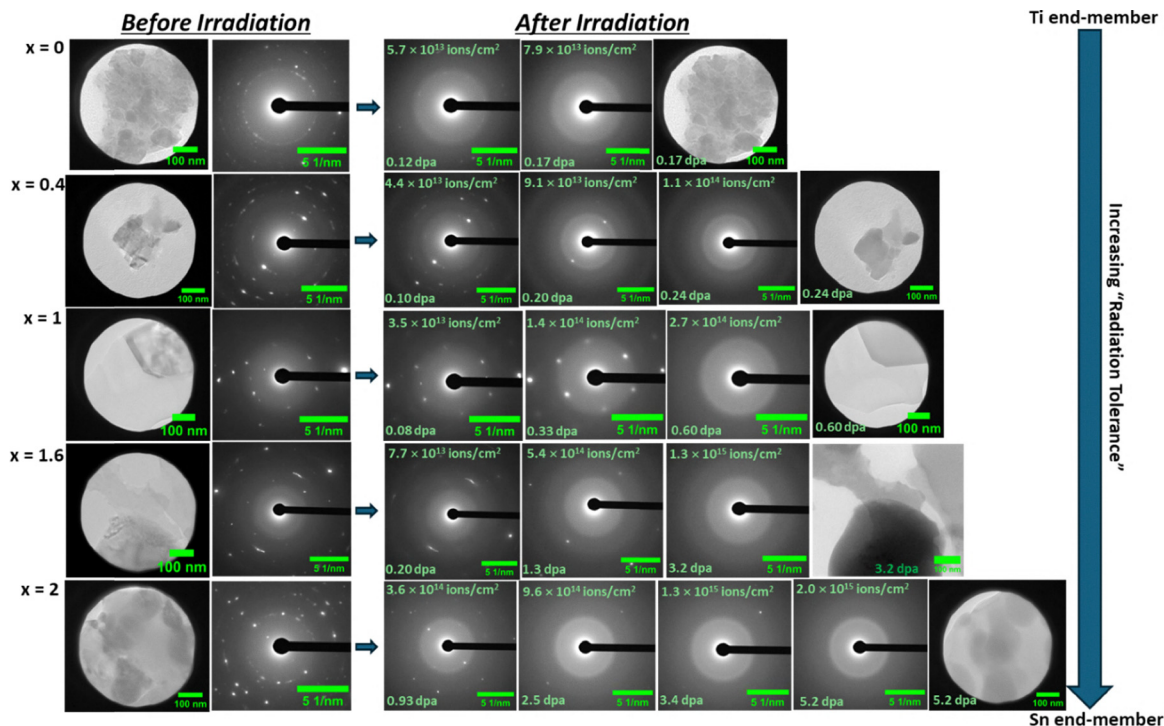 Before Irradiation
After Irradiation
Ti end-member
x = 0
5.7 × 10¹³ ions/cm²
7.9 × 10¹³ ions/cm²
100 nm
5 1/nm
0.12 dpa
5 1/nm
0.17 dpa
5 1/nm
0.17 dpa
100 nm
x = 0.4
4.4 × 10¹³ ions/cm²
9.1 × 10¹³ ions/cm²
1.1 × 10¹⁴ ions/cm²
100 nm
5 1/nm
0.10 dpa
5 1/nm
0.20 dpa
5 1/nm
0.24 dpa
5 1/nm
0.24 dpa
100 nm
x = 1
3.5 × 10¹³ ions/cm²
1.4 × 10¹⁴ ions/cm²
2.7 × 10¹⁴ ions/cm²
100 nm
5 1/nm
0.08 dpa
5 1/nm
0.33 dpa
5 1/nm
0.60 dpa
5 1/nm
0.60 dpa
100 nm
x = 1.6
7.7 × 10¹³ ions/cm²
5.4 × 10¹⁴ ions/cm²
1.3 × 10¹⁵ ions/cm²
100 nm
5 1/nm
0.20 dpa
5 1/nm
1.3 dpa
5 1/nm
3.2 dpa
5 1/nm
3.2 dpa
x = 2
3.6 × 10¹⁴ ions/cm²
9.6 × 10¹⁴ ions/cm²
1.3 × 10¹⁵ ions/cm²
2.0 × 10¹⁵ ions/cm²
100 nm
5 1/nm
0.93 dpa
5 1/nm
2.5 dpa
5 1/nm
3.4 dpa
5 1/nm
5.2 dpa
5 1/nm
5.2 dpa
100 nm
Increasing "Radiation Tolerance"
Sn end-member